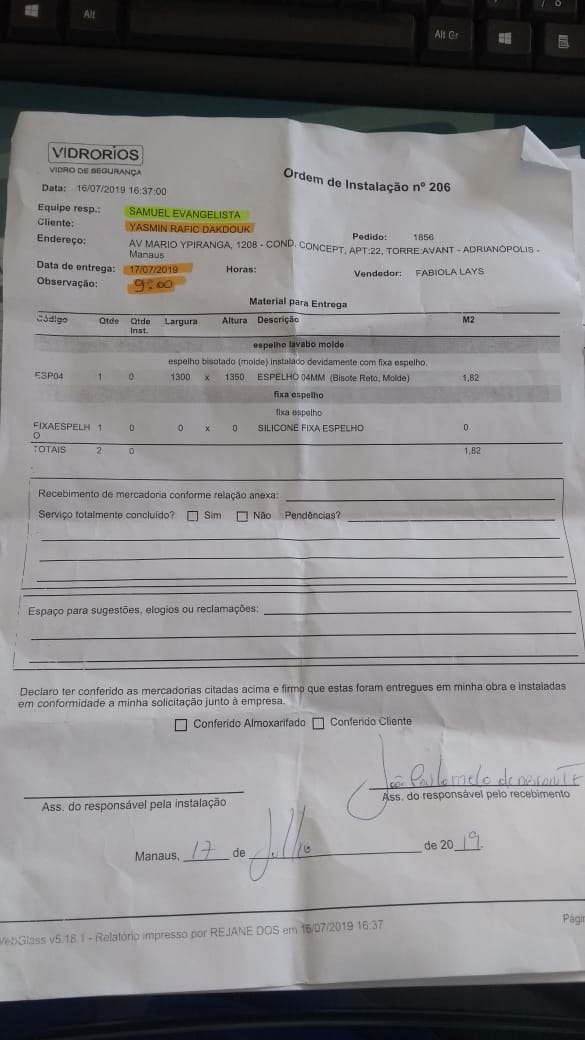 Alt
Alt Gr
VIDRORIOS
VIDRO DE SEGURANÇA
Ordem de Instalação nº 206
Data: 16/07/2019 16:37:00
Equipe resp.: SAMUEL EVANGELISTA
Cliente: YASMIN RAFIC DAKDOUK
Pedido: 1856
Endereço: AV MARIO YPIRANGA, 1208 - COND. CONCEPT, APT:22, TORRE:AVANT - ADRIANÓPOLIS -
Manaus
Data de entrega: 17/07/2019 Horas: Vendedor: FABIOLA LAYS
Observação: 9:00
Material para Entrega
Código Qtde Qtde Inst. Largura Altura Descrição M2
espelho lavabo molde
espelho bisotado (molde) instalado devidamente com fixa espelho.
ESP04 1 0 1300 x 1350 ESPELHO 04MM (Bisote Reto, Molde) 1,82
fixa espelho
fixa espelho
FIXAESPELH 1 0 0 x 0 SILICONE FIXA ESPELHO 0
O
TOTAIS 2 0 1,82
Recebimento de mercadoria conforme relação anexa:
Serviço totalmente concluído? Sim Não Pendências?
Espaço para sugestões, elogios ou reclamações:
Declaro ter conferido as mercadorias citadas acima e firmo que estas foram entregues em minha obra e instaladas
em conformidade a minha solicitação junto à empresa.
Conferido Almoxarifado Conferido Cliente
João Paulo melo de
Ass. do responsável pela instalação
Ass. do responsável pelo recebimento
Manaus, 17 de Julho de 2019.
WebGlass v5.18.1 - Relatório impresso por REJANE DOS em 16/07/2019 16:37